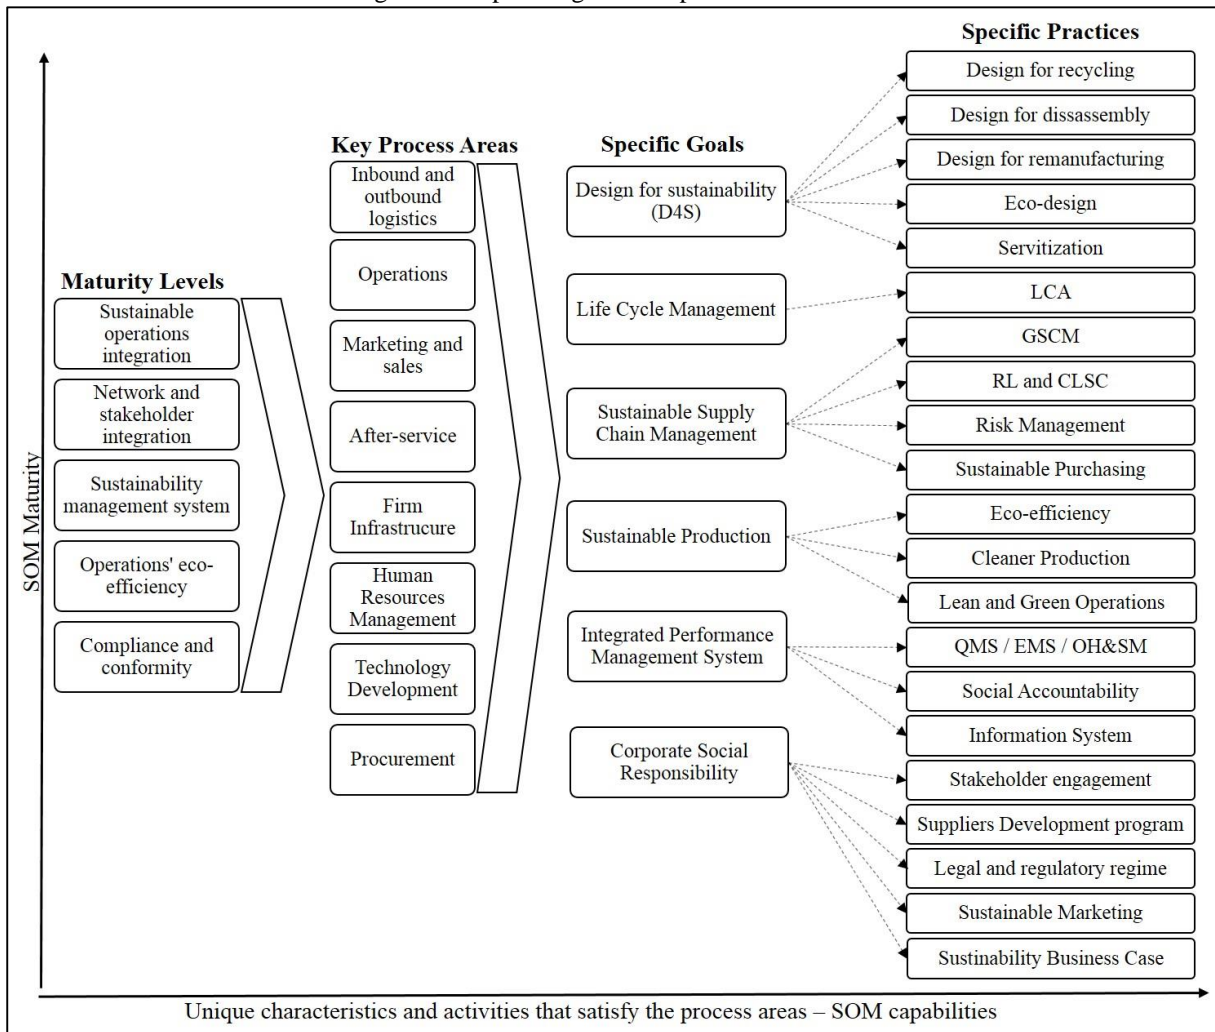 SOM Maturity
Maturity Levels
Sustainable
operations
integration
Network and
stakeholder
integration
Sustainability
management system
Operations' eco-
efficiency
Compliance and
conformity
Key Process Areas
Inbound and
outbound
logistics
Operations
Marketing and
sales
After-service
Firm
Infrastrucure
Human
Resources
Management
Technology
Development
Procurement
Specific Goals
Design for sustainability
(D4S)
Life Cycle Management
Sustainable Supply
Chain Management
Sustainable Production
Integrated Performance
Management System
Corporate Social
Responsibility
Specific Practices
Design for recycling
Design for dissassembly
Design for remanufacturing
Eco-design
Servitization
LCA
GSCM
RL and CLSC
Risk Management
Sustainable Purchasing
Eco-efficiency
Cleaner Production
Lean and Green Operations
QMS / EMS / OH&SM
Social Accountability
Information System
Stakeholder engagement
Suppliers Development program
Legal and regulatory regime
Sustainable Marketing
Sustinability Business Case
Unique characteristics and activities that satisfy the process areas – SOM capabilities